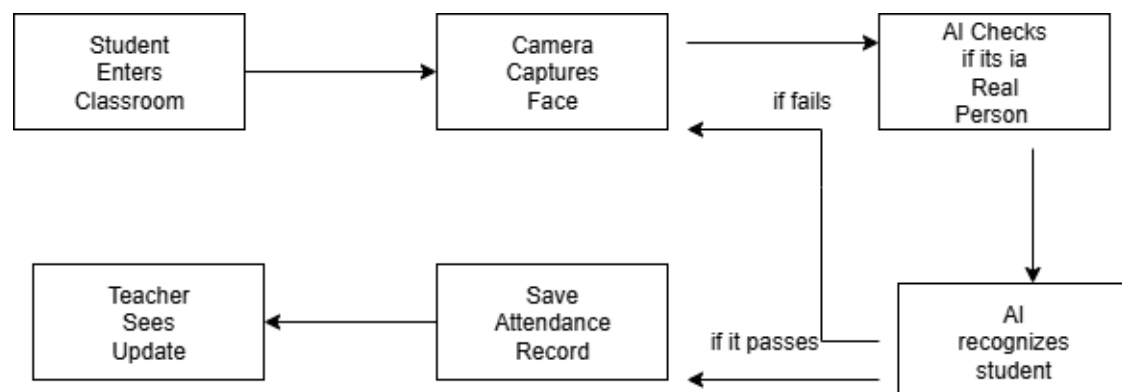 Student
Enters
Classroom
Camera
Captures
Face
AI Checks
if its ia
Real
Person
if fails
AI
recognizes
student
if it passes
Save
Attendance
Record
Teacher
Sees
Update